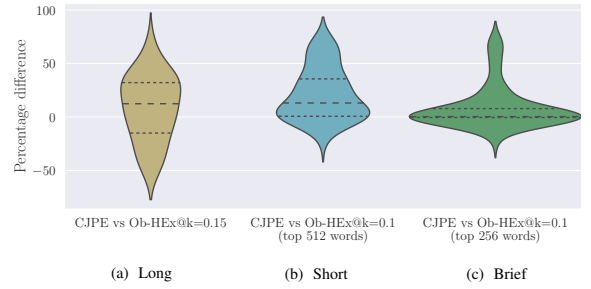 100
50
0
−50
Percentage difference
CJPE vs Ob-HEx@k=0.15
CJPE vs Ob-HEx@k=0.1
(top 512 words)
CJPE vs Ob-HEx@k=0.1
(top 256 words)
(a) Long
(b) Short
(c) Brief